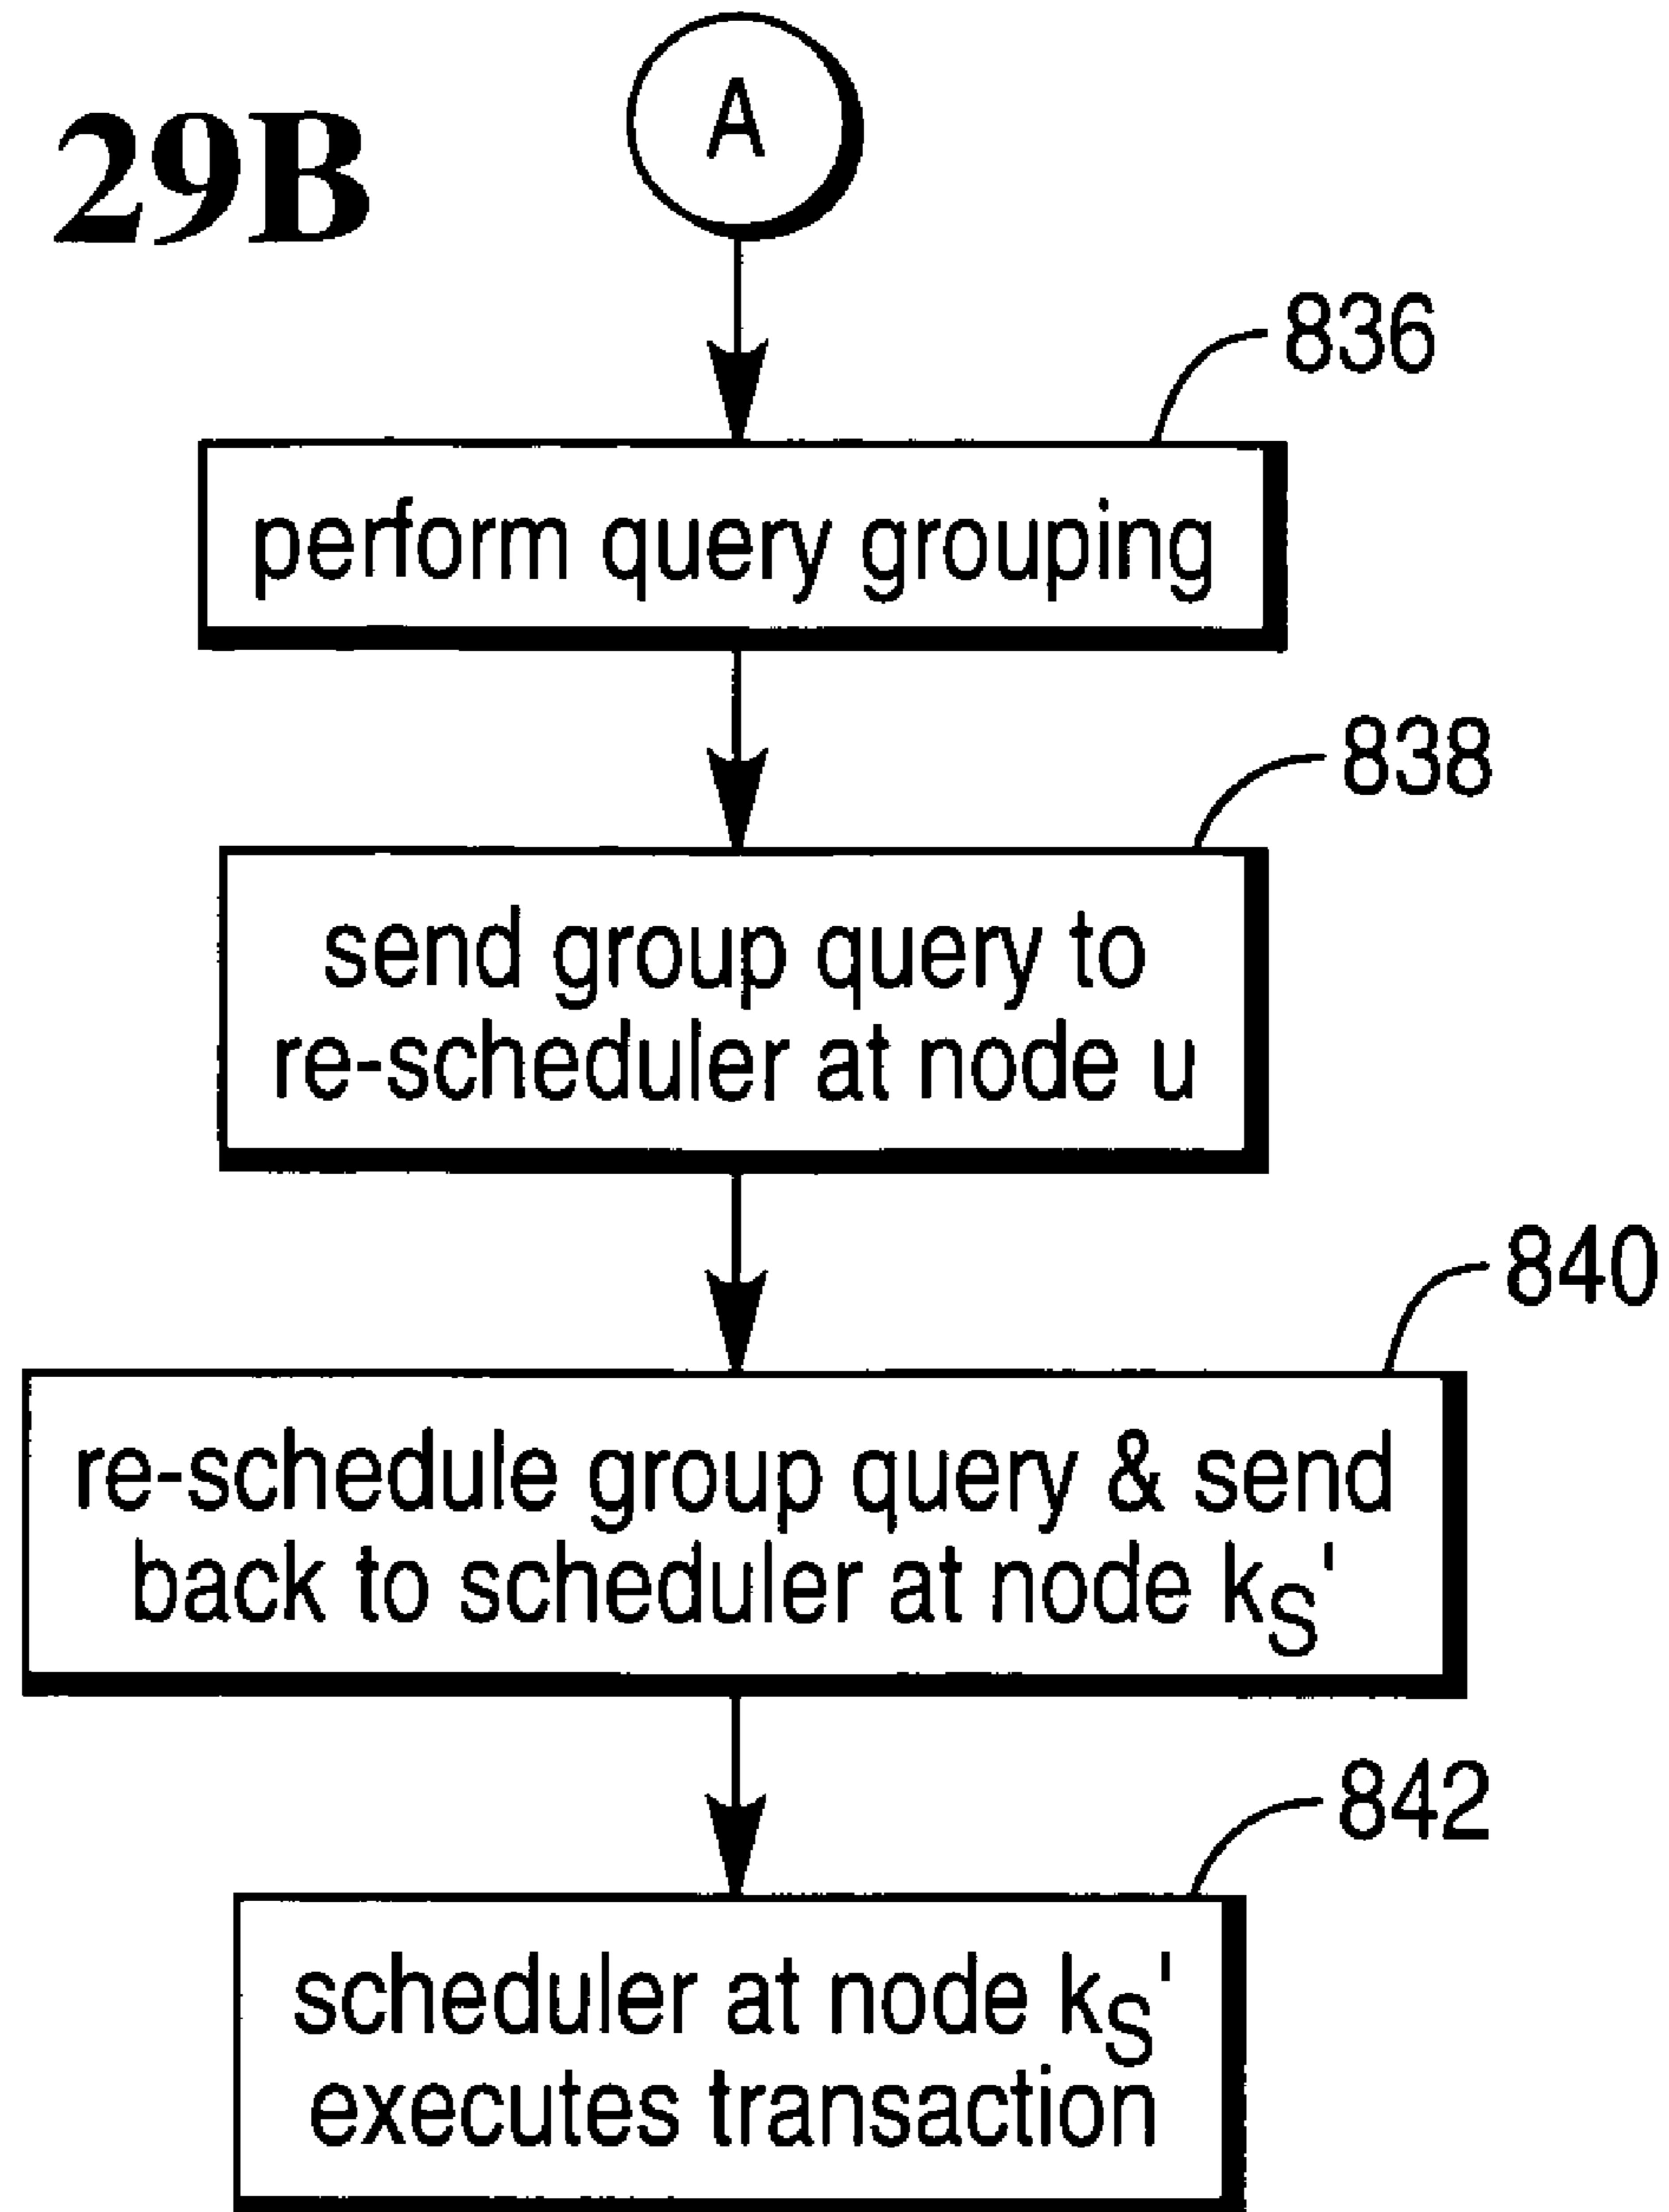 29B
A
836
perform query grouping
838
send group query to
re-scheduler at node u
840
re-schedule group query & send
back to scheduler at node kS'
842
scheduler at node kS'
executes transaction